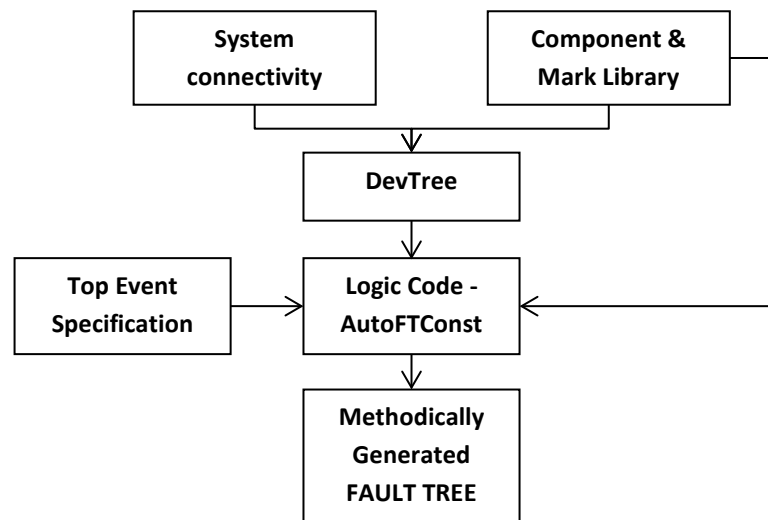 System
connectivity
Component &
Mark Library
DevTree
Top Event
Specification
Logic Code -
AutoFTConst
Methodically
Generated
FAULT TREE